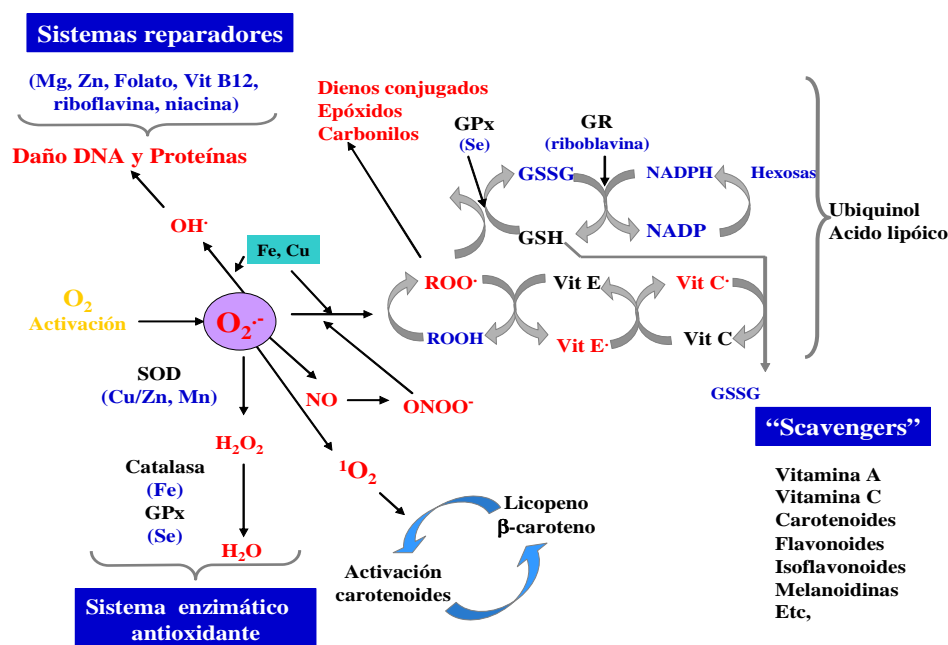 Sistemas reparadores
(Mg, Zn, Folato, Vit B12,
riboflavina, niacina)
Daño DNA y Proteínas
Dienos conjugados
Epóxidos
Carbonilos
GPx
(Se)
GR
(riboblavina)
GSSG
NADPH
Hexosas
GSH
NADP
Ubiquinol
Acido lipóico
OH·
Fe, Cu
O₂
Activación
O₂·-
ROO·
Vit E
Vit C·
ROOH
Vit E·
Vit C
SOD
(Cu/Zn, Mn)
NO
ONOO-
GSSG
H₂O₂
¹O₂
Catalasa
(Fe)
GPx
(Se)
H₂O
Licopeno
β-caroteno
Activación
carotenoides
Sistema enzimático
antioxidante
“Scavengers”
Vitamina A
Vitamina C
Carotenoides
Flavonoides
Isoflavonoides
Melanoidinas
Etc,